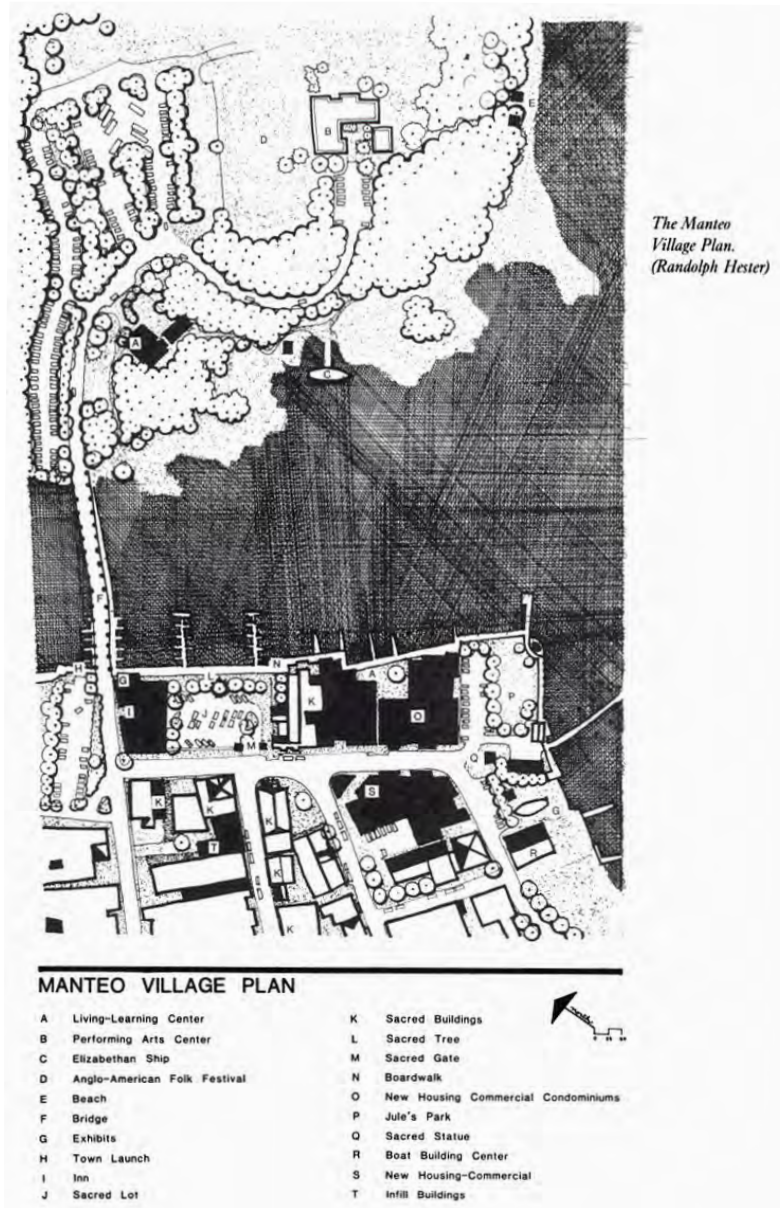 E
D
B
The Manteo
Village Plan.
(Randolph Hester)
A
C
F
H
N
G
L
K
A
P
I
J
O
M
Q
S
K
K
K
G
T
R
K
K
MANTEO VILLAGE PLAN
A Living-Learning Center
B Performing Arts Center
C Elizabethan Ship
D Anglo-American Folk Festival
E Beach
F Bridge
G Exhibits
H Town Launch
I Inn
J Sacred Lot
K Sacred Buildings
L Sacred Tree
M Sacred Gate
N Boardwalk
O New Housing Commercial Condominiums
P Jule's Park
Q Sacred Statue
R Boat Building Center
S New Housing-Commercial
T Infill Buildings